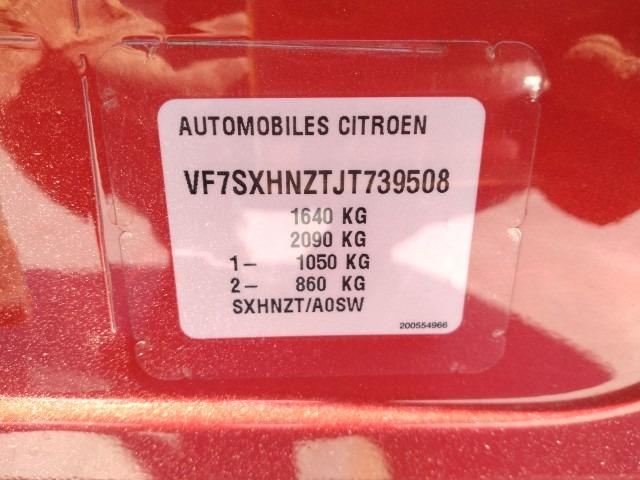 AUTOMOBILES CITROEN
VF7SXHNZTJT739508
1640 KG
2090 KG
1- 1050 KG
2- 860 KG
SXHNZT/A0SW
200554966